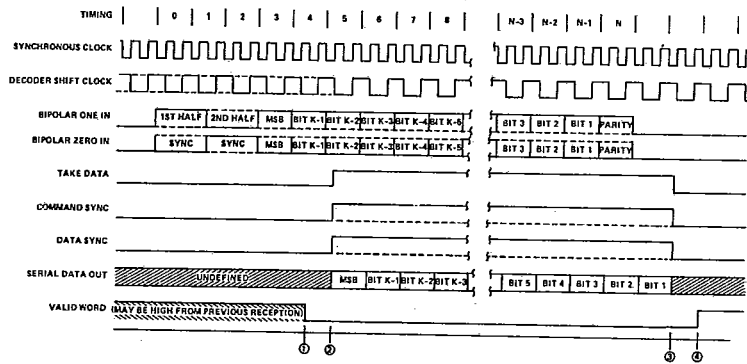 TIMING 0 1 2 3 4 5 6 7 8 N-3 N-2 N-1 N
SYNCHRONOUS CLOCK
DECODER SHIFT CLOCK
BIPOLAR ONE IN 1ST HALF 2ND HALF MSB BIT K-1 BIT K-2 BIT K-3 BIT K-4 BIT K-5 BIT 3 BIT 2 BIT 1 PARITY
BIPOLAR ZERO IN SYNC SYNC MSB BIT K-1 BIT K-2 BIT K-3 BIT K-4 BIT K-5 BIT 3 BIT 2 BIT 1 PARITY
TAKE DATA
COMMAND SYNC
DATA SYNC
SERIAL DATA OUT UNDEFINED MSB BIT K-1 BIT K-2 BIT K-3 BIT 5 BIT 4 BIT 3 BIT 2 BIT 1
VALID WORD (MAY BE HIGH FROM PREVIOUS RECEPTION)
① ② ③ ④